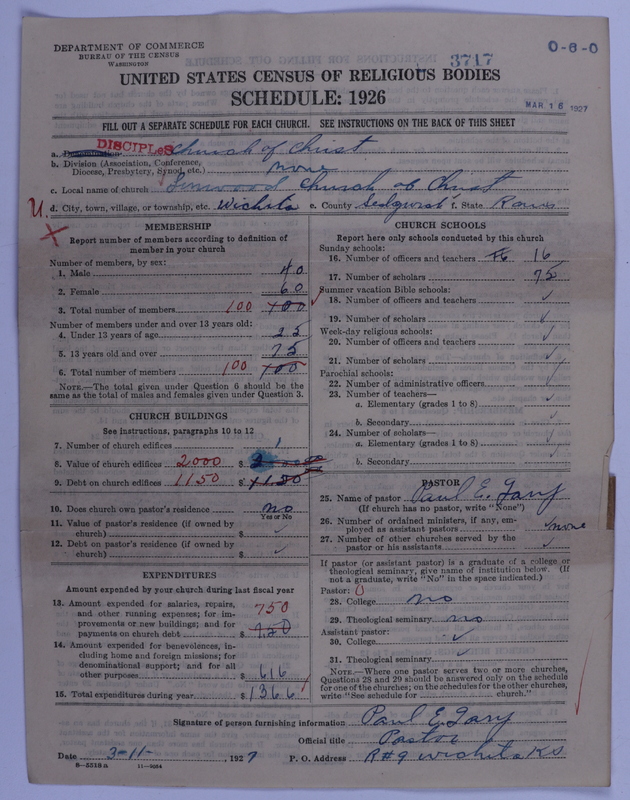 DEPARTMENT OF COMMERCE
BUREAU OF THE CENSUS
WASHINGTON
3717
0-6-0
UNITED STATES CENSUS OF RELIGIOUS BODIES
SCHEDULE: 1926
MAR 16 1927
FILL OUT A SEPARATE SCHEDULE FOR EACH CHURCH. SEE INSTRUCTIONS ON THE BACK OF THIS SHEET
DISCIPLES
a. Church of Christ
b. Division (Association, Conference, Diocese, Presbytery, Synod, etc.) none
c. Local name of church Church of Christ
U. d. City, town, village, or township, etc. Wichita e. County Sedgwick f. State Kans
X
MEMBERSHIP
Report number of members according to definition of
member in your church
Number of members, by sex:
1. Male 40
2. Female 60
3. Total number of members 100 100
Number of members under and over 13 years old:
4. Under 13 years of age 25
5. 13 years old and over 75
6. Total number of members 100 100
NOTE.—The total given under Question 6 should be the
same as the total of males and females given under Question 3.
CHURCH BUILDINGS
See instructions, paragraphs 10 to 12
7. Number of church edifices 1
8. Value of church edifices 2000 $
9. Debt on church edifices 1150 $ 1150
10. Does church own pastor's residence no
Yes or No
11. Value of pastor's residence (if owned by
church) $ ✓
12. Debt on pastor's residence (if owned by
church) $ ✓
EXPENDITURES
Amount expended by your church during last fiscal year
13. Amount expended for salaries, repairs, 750
and other running expenses; for im-
provements or new buildings; and for
payments on church debt $ 750
14. Amount expended for benevolences, in-
cluding home and foreign missions; for
denominational support; and for all
other purposes $ 616
15. Total expenditures during year $ 1366
CHURCH SCHOOLS
Report here only schools conducted by this church
Sunday schools:
16. Number of officers and teachers 16
17. Number of scholars 75
Summer vacation Bible schools:
18. Number of officers and teachers ✓
19. Number of scholars ✓
Week-day religious schools:
20. Number of officers and teachers ✓
21. Number of scholars ✓
Parochial schools:
22. Number of administrative officers ✓
23. Number of teachers—
a. Elementary (grades 1 to 8) ✓
b. Secondary ✓
24. Number of scholars—
a. Elementary (grades 1 to 8) ✓
b. Secondary ✓
PASTOR
25. Name of pastor Paul E.
(If church has no pastor, write "None")
26. Number of ordained ministers, if any, em-
ployed as assistant pastors none
27. Number of other churches served by the
pastor or his assistants ✓
If pastor (or assistant pastor) is a graduate of a college or
theological seminary, give name of institution below. (If
not a graduate, write "No" in the space indicated.)
Pastor: 0
28. College no
29. Theological seminary no
Assistant pastor:
30. College ✓
31. Theological seminary ✓
NOTE.—Where one pastor serves two or more churches,
Questions 28 and 29 should be answered only on the schedule
for one of the churches; on the schedules for the other churches,
write "See schedule for ........ church."
Signature of person furnishing information Paul E.
Official title Pastor
Date 3-11-, 1927 P. O. Address R#9 Wichita KS
8—5318 a